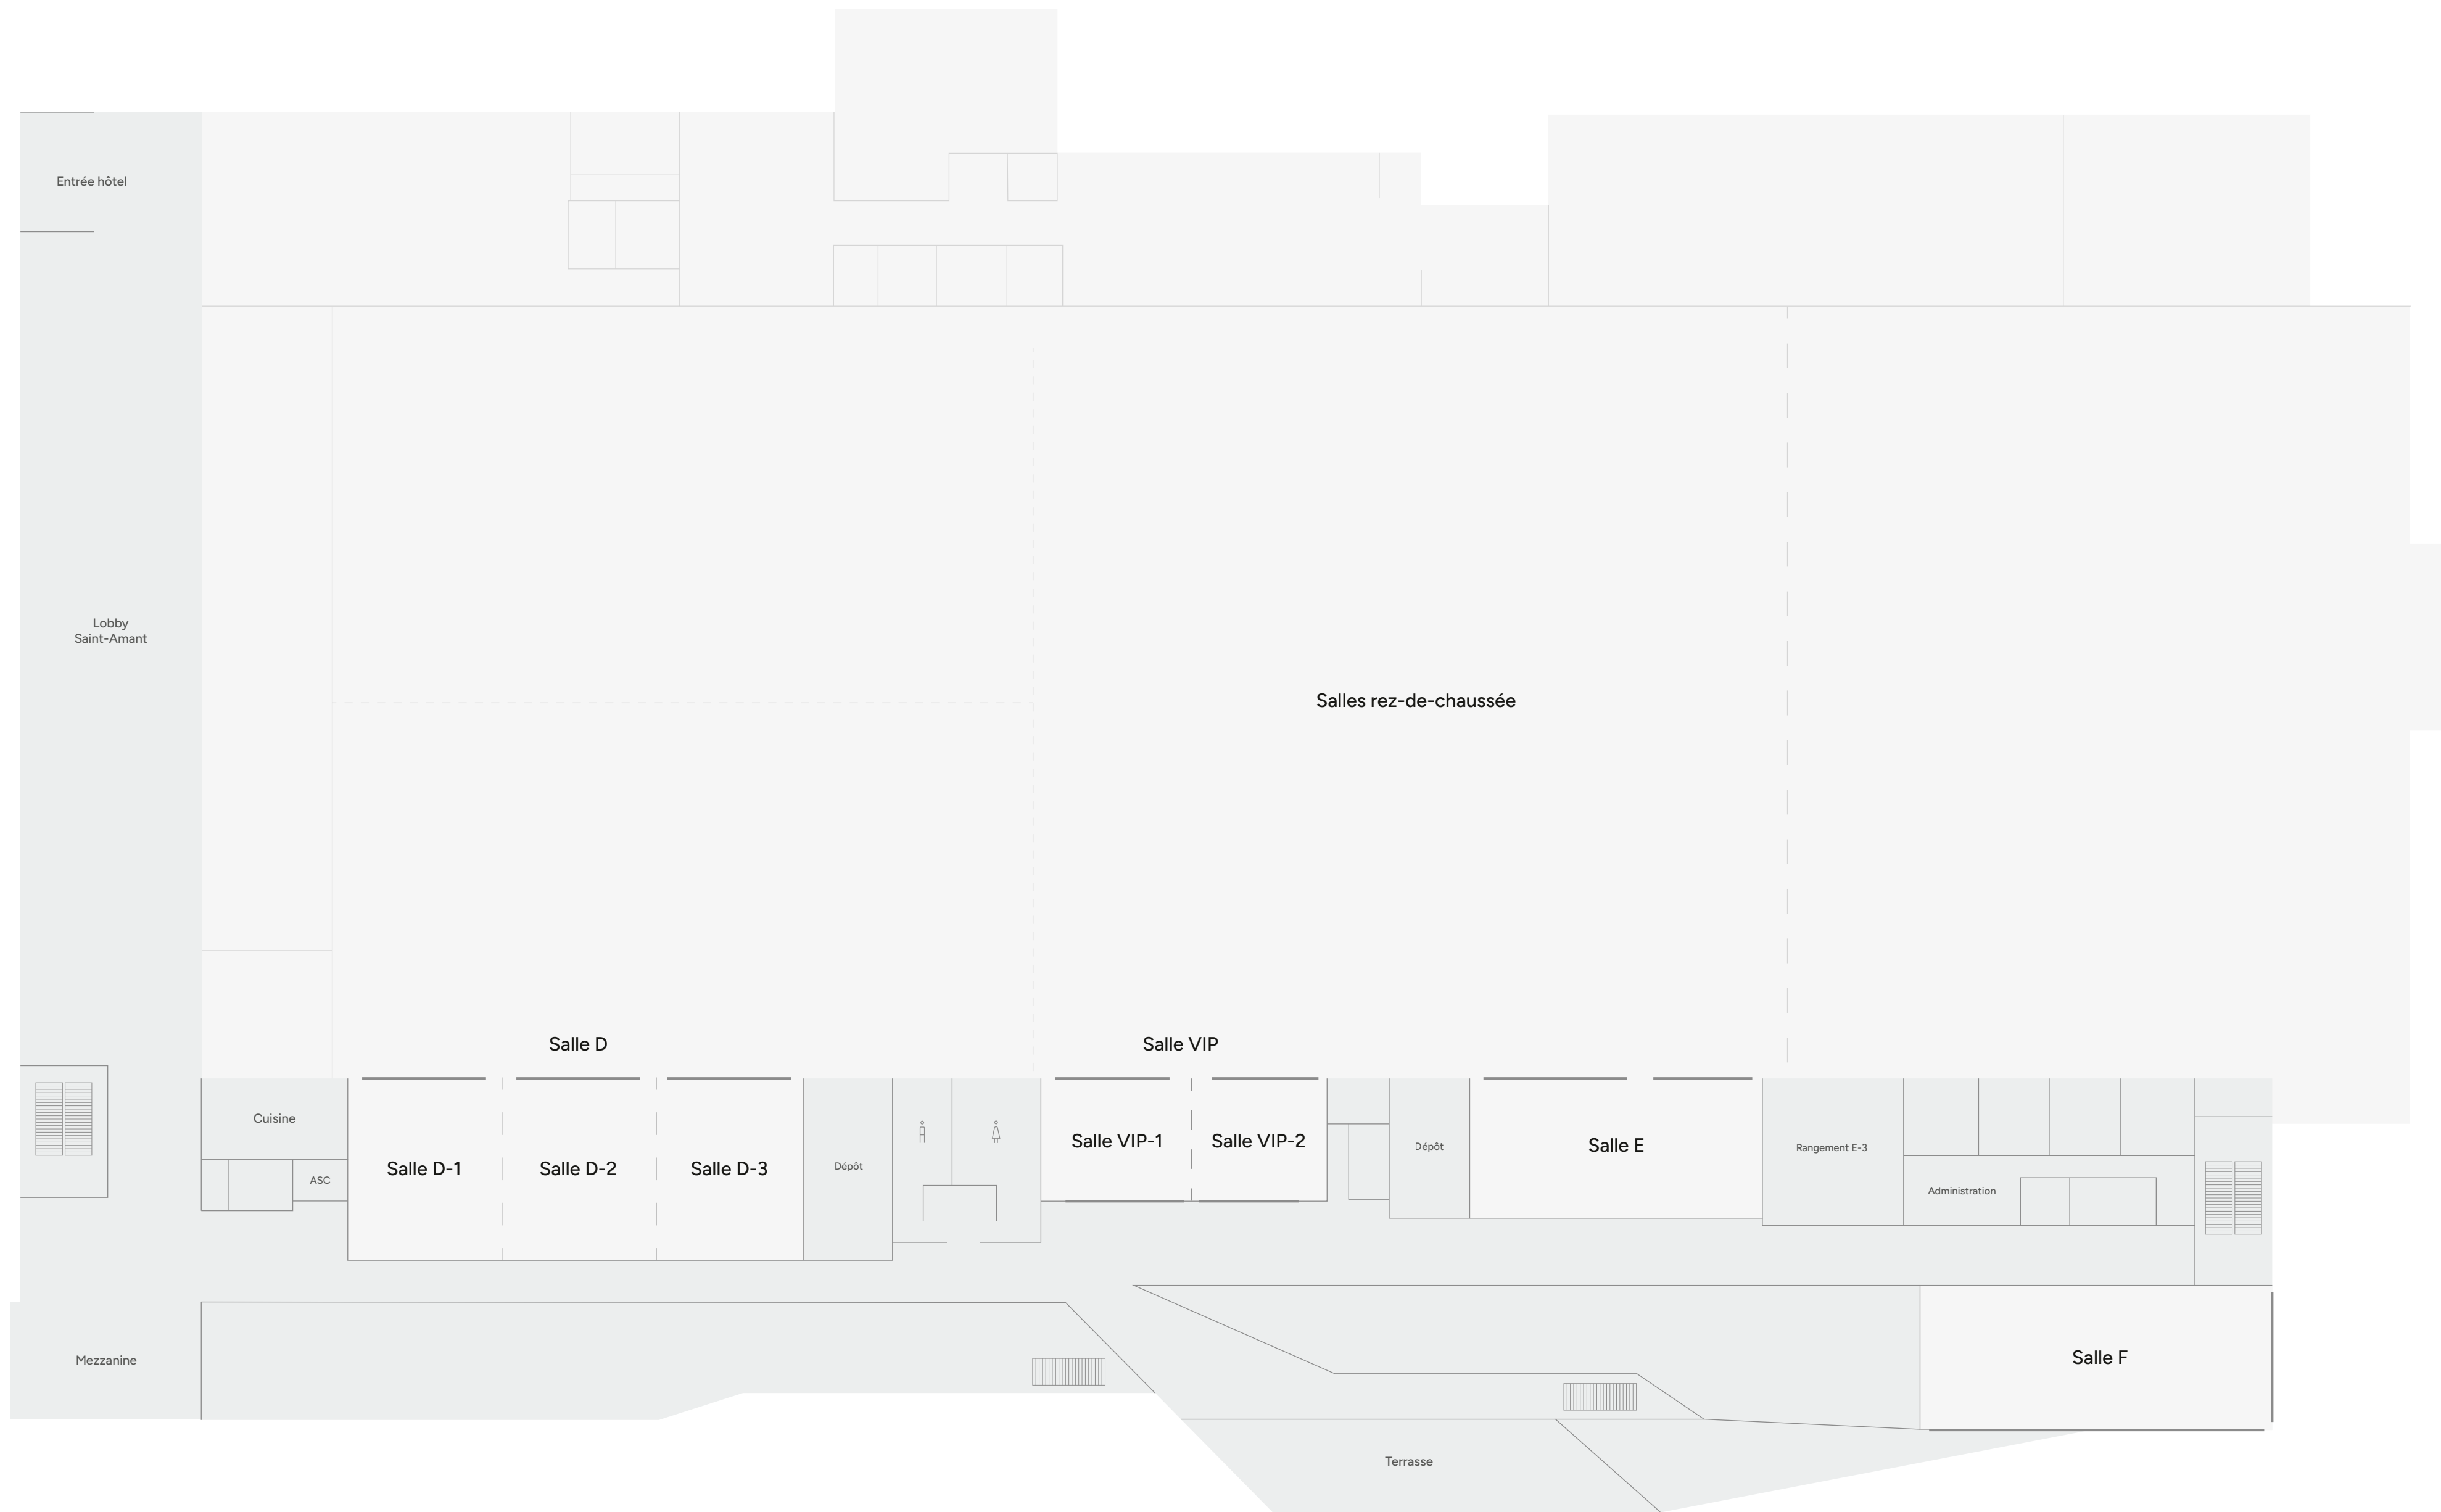 Entrée hôtel
Lobby
Saint-Amant
Salles rez-de-chaussée
Salle D
Salle VIP
Cuisine
ASC
Salle D-1
Salle D-2
Salle D-3
Dépôt
Salle VIP-1
Salle VIP-2
Dépôt
Salle E
Rangement E-3
Administration
Mezzanine
Salle F
Terrasse